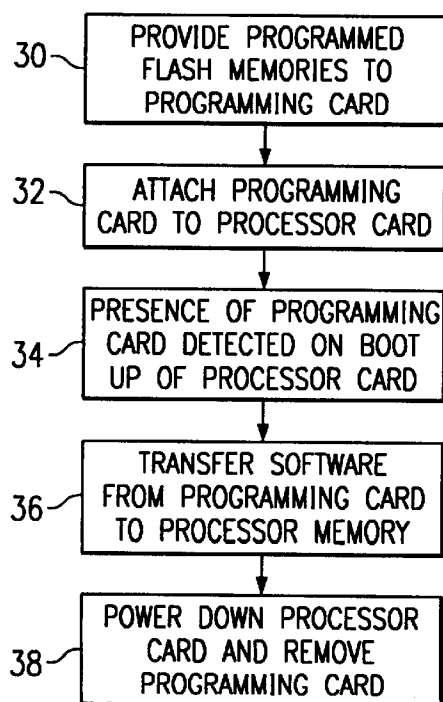 30
PROVIDE PROGRAMMED
FLASH MEMORIES TO
PROGRAMMING CARD
32
ATTACH PROGRAMMING
CARD TO PROCESSOR CARD
34
PRESENCE OF PROGRAMMING
CARD DETECTED ON BOOT
UP OF PROCESSOR CARD
36
TRANSFER SOFTWARE
FROM PROGRAMMING CARD
TO PROCESSOR MEMORY
38
POWER DOWN PROCESSOR
CARD AND REMOVE
PROGRAMMING CARD